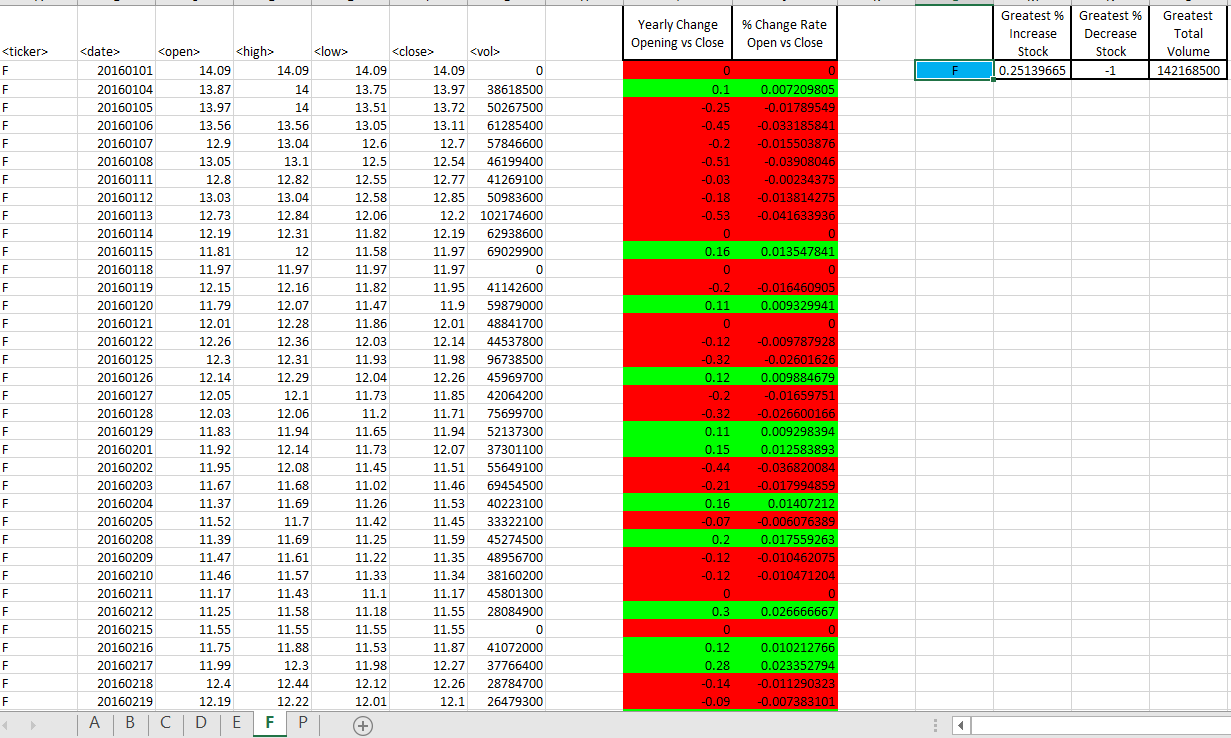 Yearly Change Opening vs Close % Change Rate Open vs Close Greatest % Increase Stock Greatest % Decrease Stock Greatest Total Volume
<ticker> <date> <open> <high> <low> <close> <vol>
F 20160101 14.09 14.09 14.09 14.09 0 0 0 F 0.25139665 -1 142168500
F 20160104 13.87 14 13.75 13.97 38618500 0.1 0.007209805
F 20160105 13.97 14 13.51 13.72 50267500 -0.25 -0.01789549
F 20160106 13.56 13.56 13.05 13.11 61285400 -0.45 -0.033185841
F 20160107 12.9 13.04 12.6 12.7 57846600 -0.2 -0.015503876
F 20160108 13.05 13.1 12.5 12.54 46199400 -0.51 -0.03908046
F 20160111 12.8 12.82 12.55 12.77 41269100 -0.03 -0.00234375
F 20160112 13.03 13.04 12.58 12.85 50983600 -0.18 -0.013814275
F 20160113 12.73 12.84 12.06 12.2 102174600 -0.53 -0.041633936
F 20160114 12.19 12.31 11.82 12.19 62938600 0 0
F 20160115 11.81 12 11.58 11.97 69029900 0.16 0.013547841
F 20160118 11.97 11.97 11.97 11.97 0 0 0
F 20160119 12.15 12.16 11.82 11.95 41142600 -0.2 -0.016460905
F 20160120 11.79 12.07 11.47 11.9 59879000 0.11 0.009329941
F 20160121 12.01 12.28 11.86 12.01 48841700 0 0
F 20160122 12.26 12.36 12.03 12.14 44537800 -0.12 -0.009787928
F 20160125 12.3 12.31 11.93 11.98 96738500 -0.32 -0.02601626
F 20160126 12.14 12.29 12.04 12.26 45969700 0.12 0.009884679
F 20160127 12.05 12.1 11.73 11.85 42064200 -0.2 -0.01659751
F 20160128 12.03 12.06 11.2 11.71 75699700 -0.32 -0.026600166
F 20160129 11.83 11.94 11.65 11.94 52137300 0.11 0.009298394
F 20160201 11.92 12.14 11.73 12.07 37301100 0.15 0.012583893
F 20160202 11.95 12.08 11.45 11.51 55649100 -0.44 -0.036820084
F 20160203 11.67 11.68 11.02 11.46 69454500 -0.21 -0.017994859
F 20160204 11.37 11.69 11.26 11.53 40223100 0.16 0.01407212
F 20160205 11.52 11.7 11.42 11.45 33322100 -0.07 -0.006076389
F 20160208 11.39 11.69 11.25 11.59 45274500 0.2 0.017559263
F 20160209 11.47 11.61 11.22 11.35 48956700 -0.12 -0.010462075
F 20160210 11.46 11.57 11.33 11.34 38160200 -0.12 -0.010471204
F 20160211 11.17 11.43 11.1 11.17 45801300 0 0
F 20160212 11.25 11.58 11.18 11.55 28084900 0.3 0.026666667
F 20160215 11.55 11.55 11.55 11.55 0 0 0
F 20160216 11.75 11.88 11.53 11.87 41072000 0.12 0.010212766
F 20160217 11.99 12.3 11.98 12.27 37766400 0.28 0.023352794
F 20160218 12.4 12.44 12.12 12.26 28784700 -0.14 -0.011290323
F 20160219 12.19 12.22 12.01 12.1 26479300 -0.09 -0.007383101
A B C D E F P